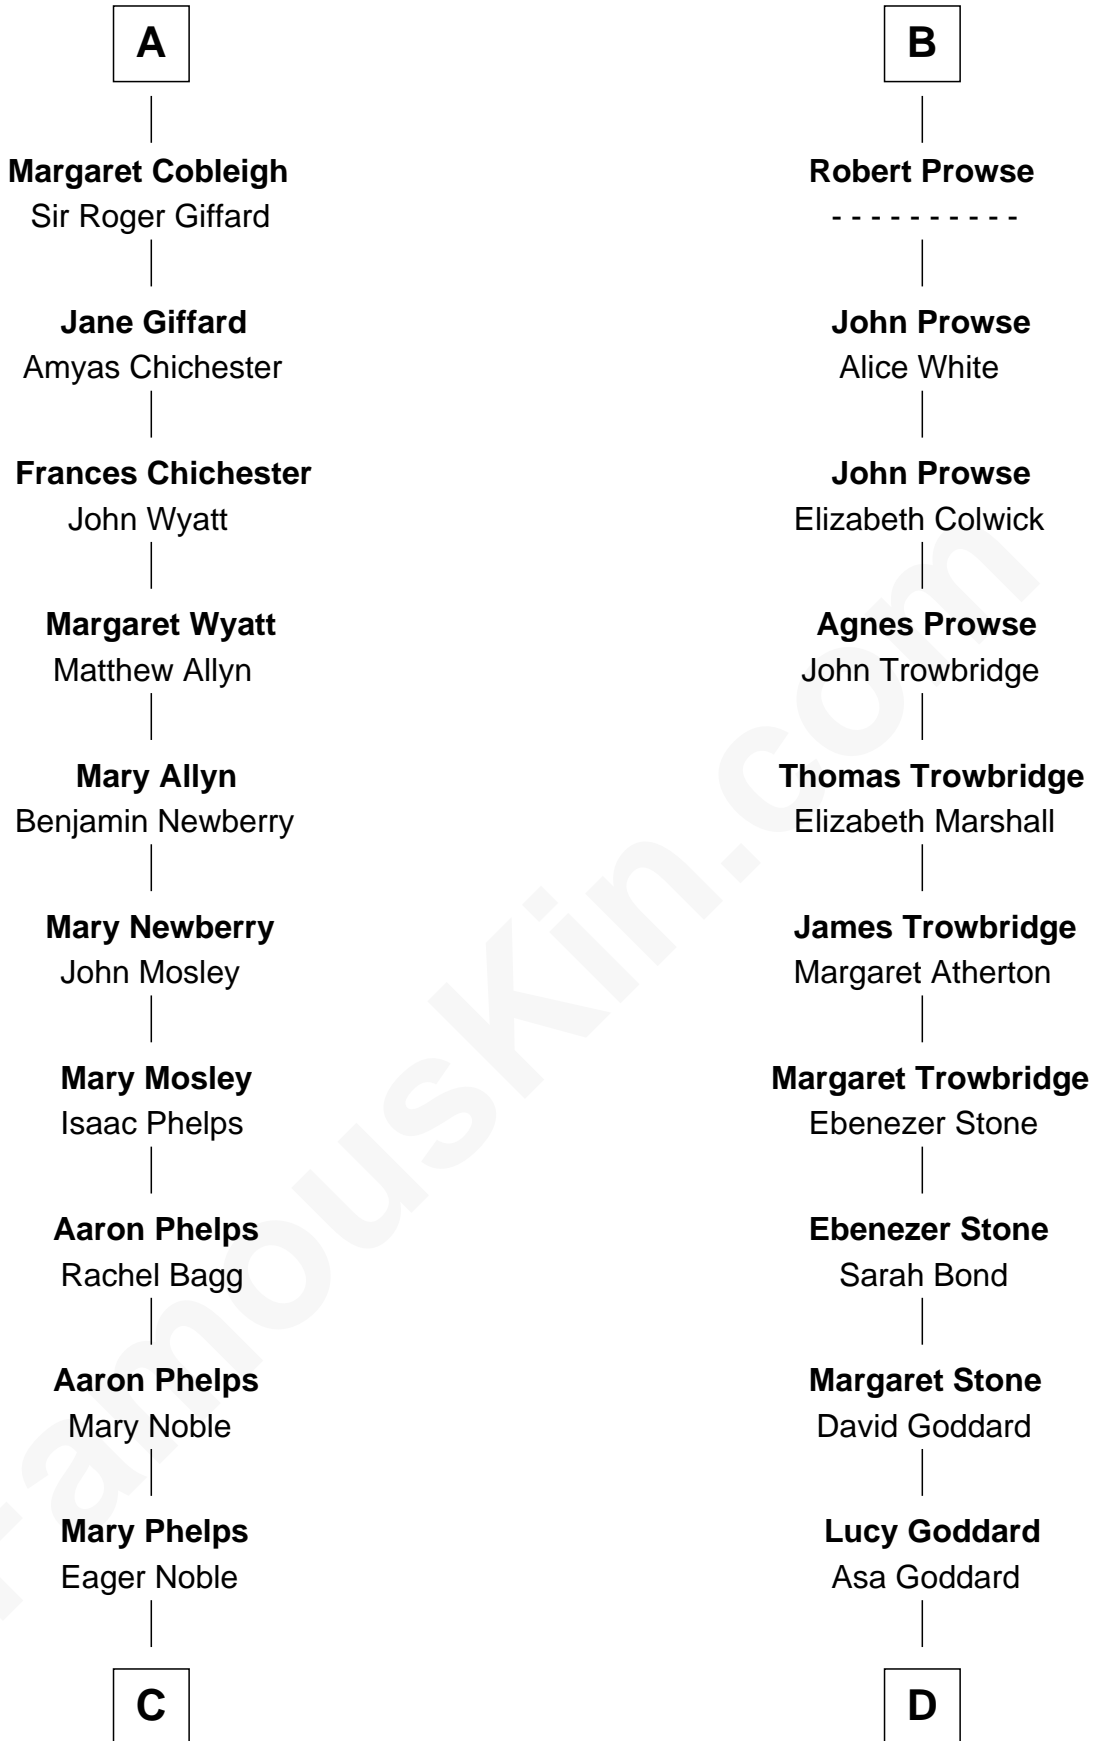 A
Margaret Cobleigh
Sir Roger Giffard
Jane Giffard
Amyas Chichester
Frances Chichester
John Wyatt
Margaret Wyatt
Matthew Allyn
Mary Allyn
Benjamin Newberry
Mary Newberry
John Mosley
Mary Mosley
Isaac Phelps
Aaron Phelps
Rachel Bagg
Aaron Phelps
Mary Noble
Mary Phelps
Eager Noble
C
B
Robert Prowse
- - - - - - - - - -
John Prowse
Alice White
John Prowse
Elizabeth Colwick
Agnes Prowse
John Trowbridge
Thomas Trowbridge
Elizabeth Marshall
James Trowbridge
Margaret Atherton
Margaret Trowbridge
Ebenezer Stone
Ebenezer Stone
Sarah Bond
Margaret Stone
David Goddard
Lucy Goddard
Asa Goddard
D
FamousKin.com